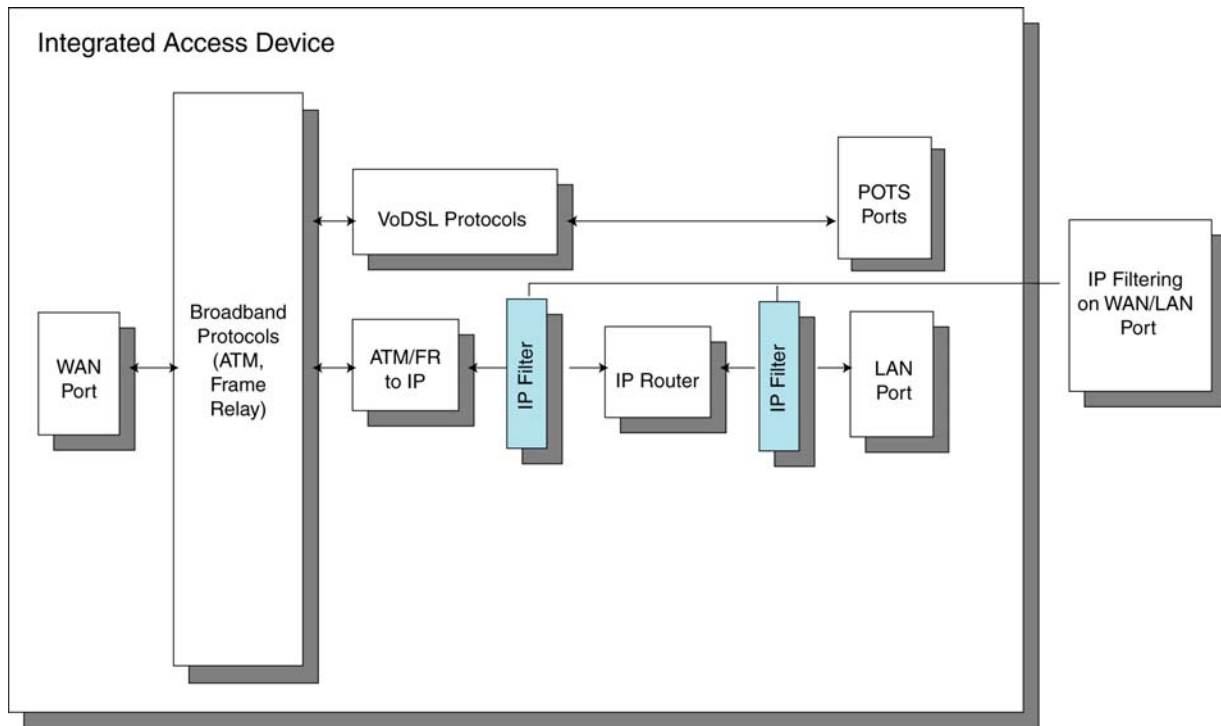 Integrated Access Device
VoDSL Protocols
POTS
Ports
IP Filtering
on WAN/LAN
Port
WAN
Port
Broadband
Protocols
(ATM,
Frame
Relay)
ATM/FR
to IP
IP Filter
IP Router
IP Filter
LAN
Port